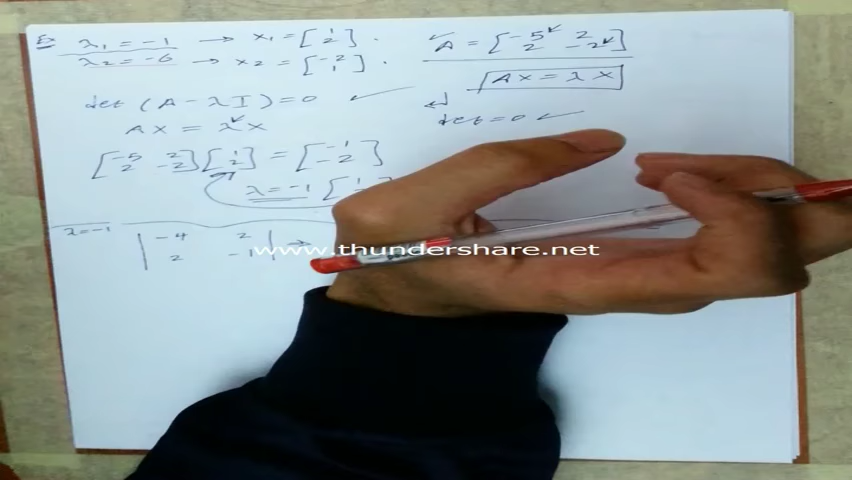 Ex λ₁ = -1 → x₁ = [1 2].
λ₂ = -6 → x₂ = [-2 1].
A = [-5 2 2 -2]
AX = λX
det (A - λI) = 0 ✓
det = 0 ✓
AX = λX
[-5 2 2 -2] [1 2] = [-1 -2]
λ = -1 [1
λ = -1
| -4 2 2 -1 | →
www.thundershare.net